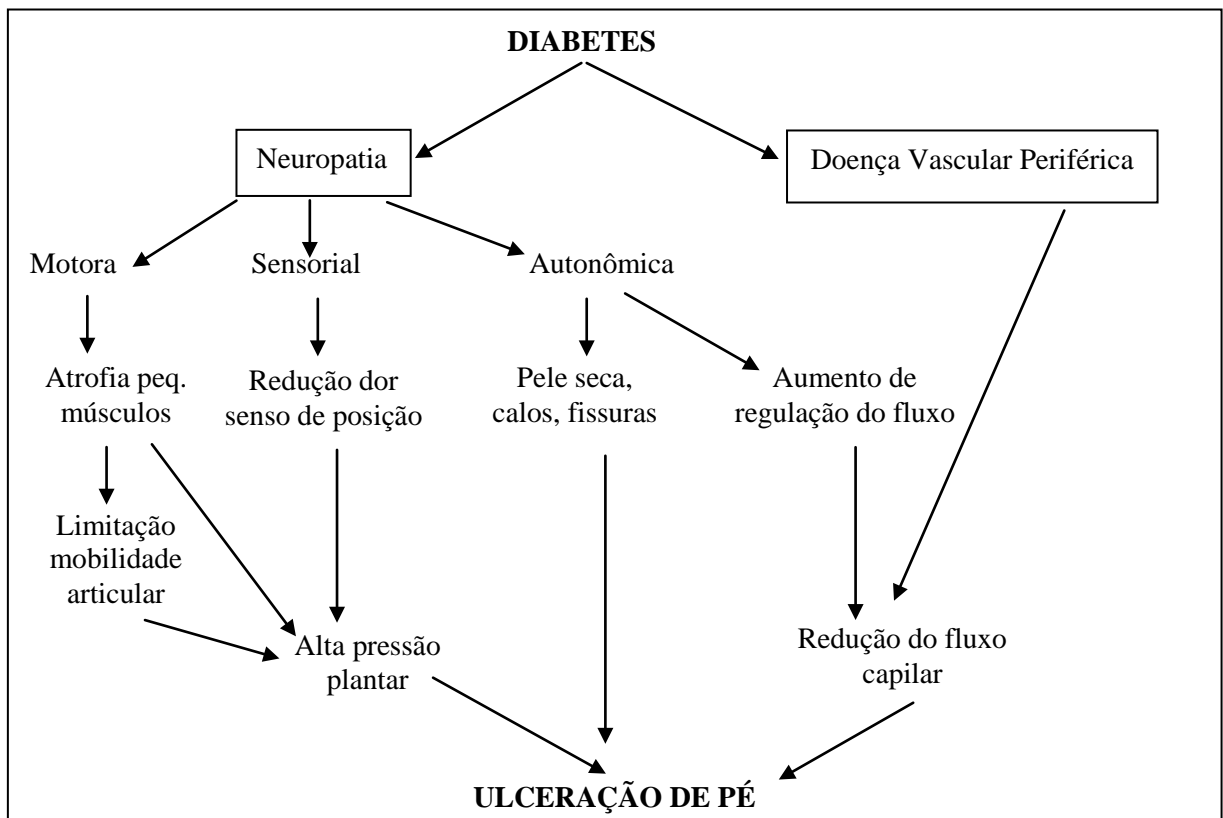 DIABETES
Neuropatia
Doença Vascular Periférica
Motora
Sensorial
Autonômica
Atrofia peq.
músculos
Redução dor
senso de posição
Pele seca,
calos, fissuras
Aumento de
regulação do fluxo
Limitação
mobilidade
articular
Alta pressão
plantar
Redução do fluxo
capilar
ULCERAÇÃO DE PÉ